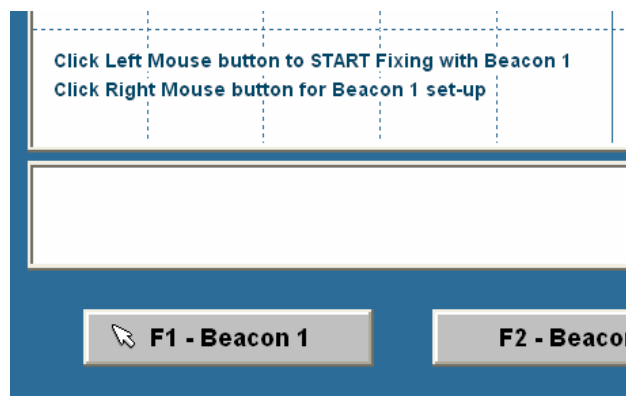 Click Left Mouse button to START Fixing with Beacon 1
Click Right Mouse button for Beacon 1 set-up
F1 - Beacon 1
F2 -